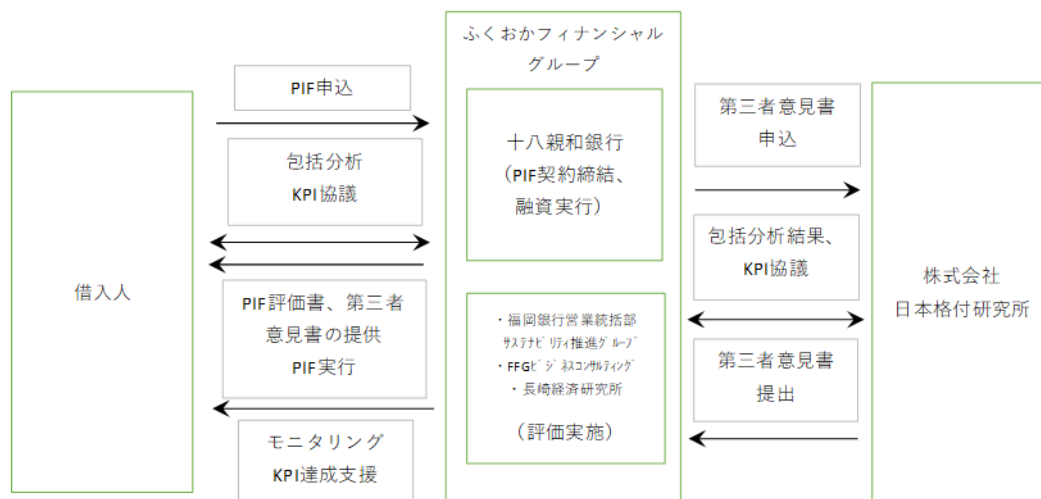 ふくおかフィナンシャル
グループ
借入人
PIF申込
包括分析
KPI協議
PIF評価書、第三者
意見書の提供
PIF実行
モニタリング
KPI達成支援
十八親和銀行
（PIF契約締結、
融資実行）
・福岡銀行営業統括部
ｻｽﾃﾅﾋﾞﾘﾃｨ推進ｸﾞﾙｰﾌﾟ
・FFGﾋﾞｼﾞﾈｽｺﾝｻﾙﾃｨﾝｸﾞ
・長崎経済研究所
（評価実施）
第三者意見書
申込
包括分析結果、
KPI協議
第三者意見書
提出
株式会社
日本格付研究所